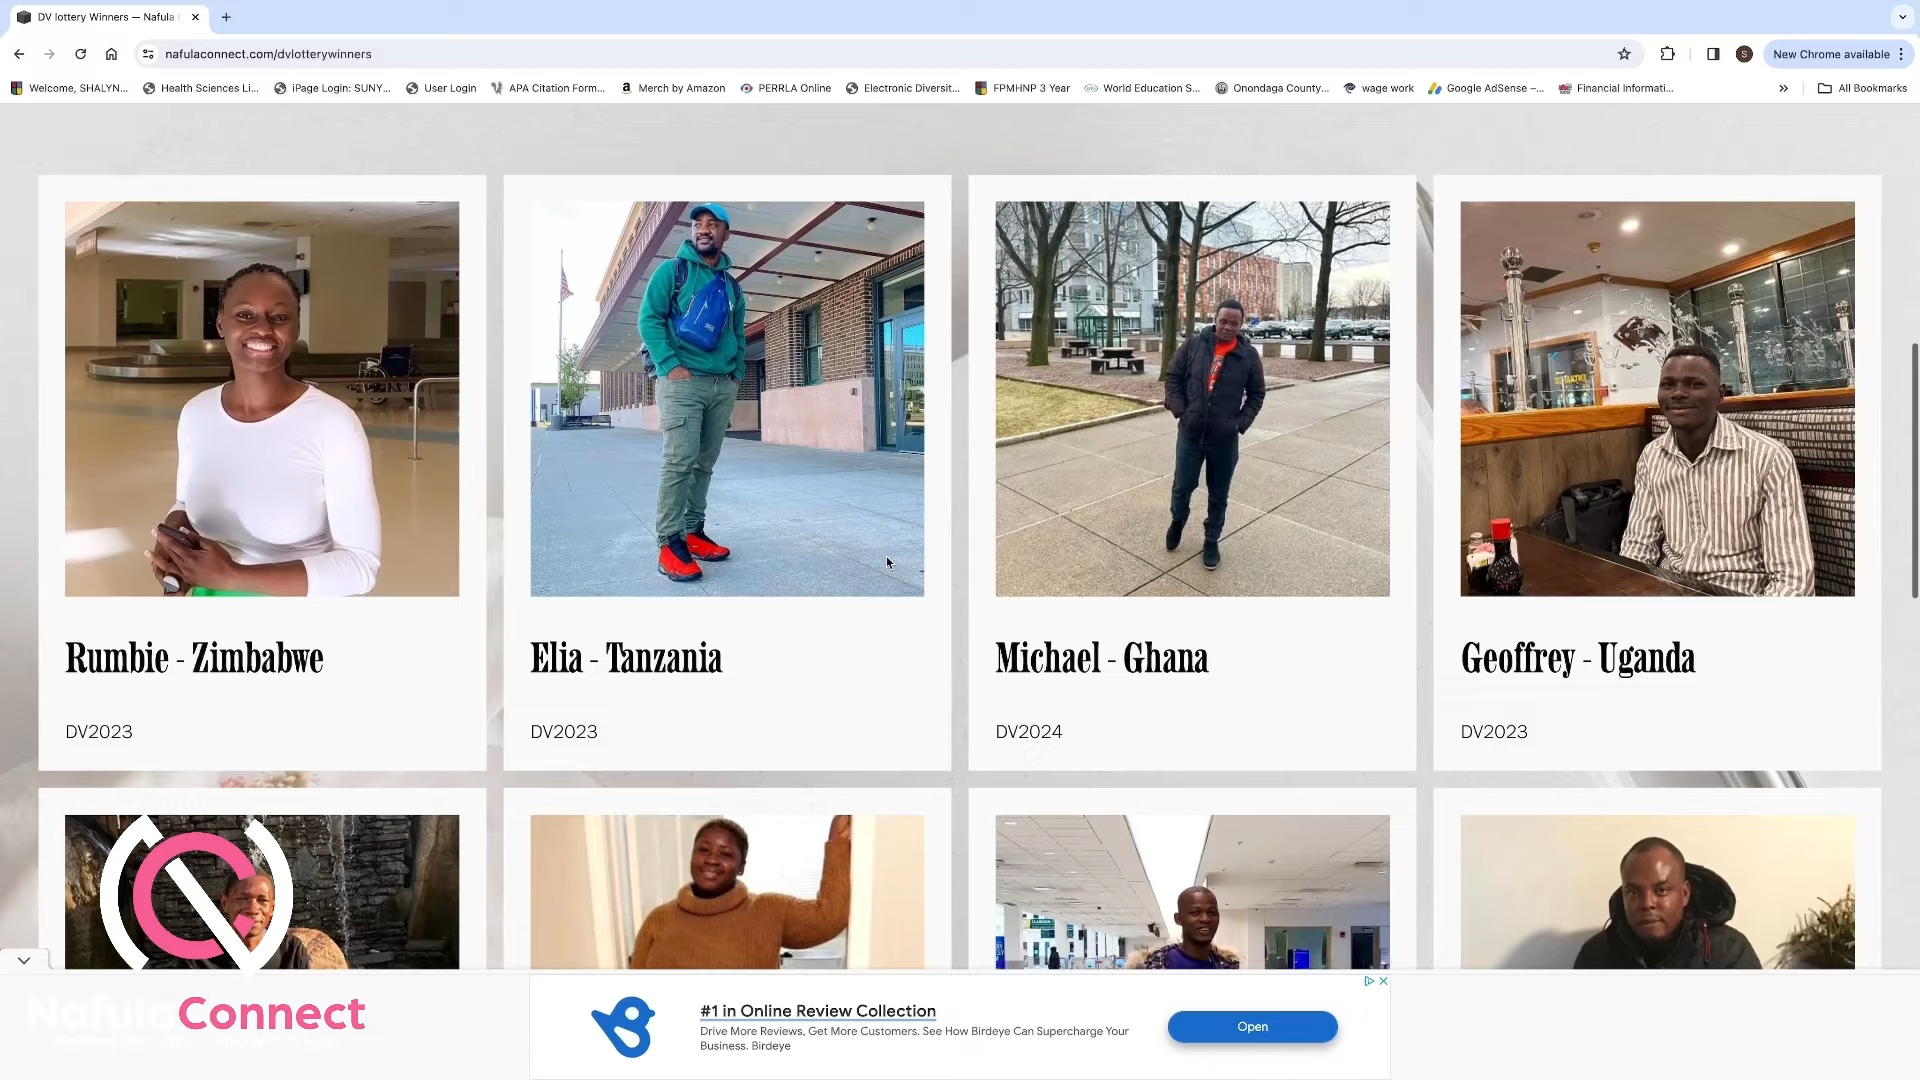 DV lottery Winners — Nafula
nafulaconnect.com/dvlotterywinners
New Chrome available
Welcome, SHALYN...
Health Sciences Li...
iPage Login: SUNY...
User Login
APA Citation Form...
Merch by Amazon
PERRLA Online
Electronic Diversit...
FPMHNP 3 Year
World Education S...
Onondaga County...
wage work
Google AdSense –...
Financial Informati...
All Bookmarks
Rumbie - Zimbabwe
Elia - Tanzania
Michael - Ghana
Geoffrey - Uganda
DV2023
DV2023
DV2024
DV2023
NafulaConnect
#1 in Online Review Collection
Drive More Reviews, Get More Customers. See How Birdeye Can Supercharge Your
Business. Birdeye
Open